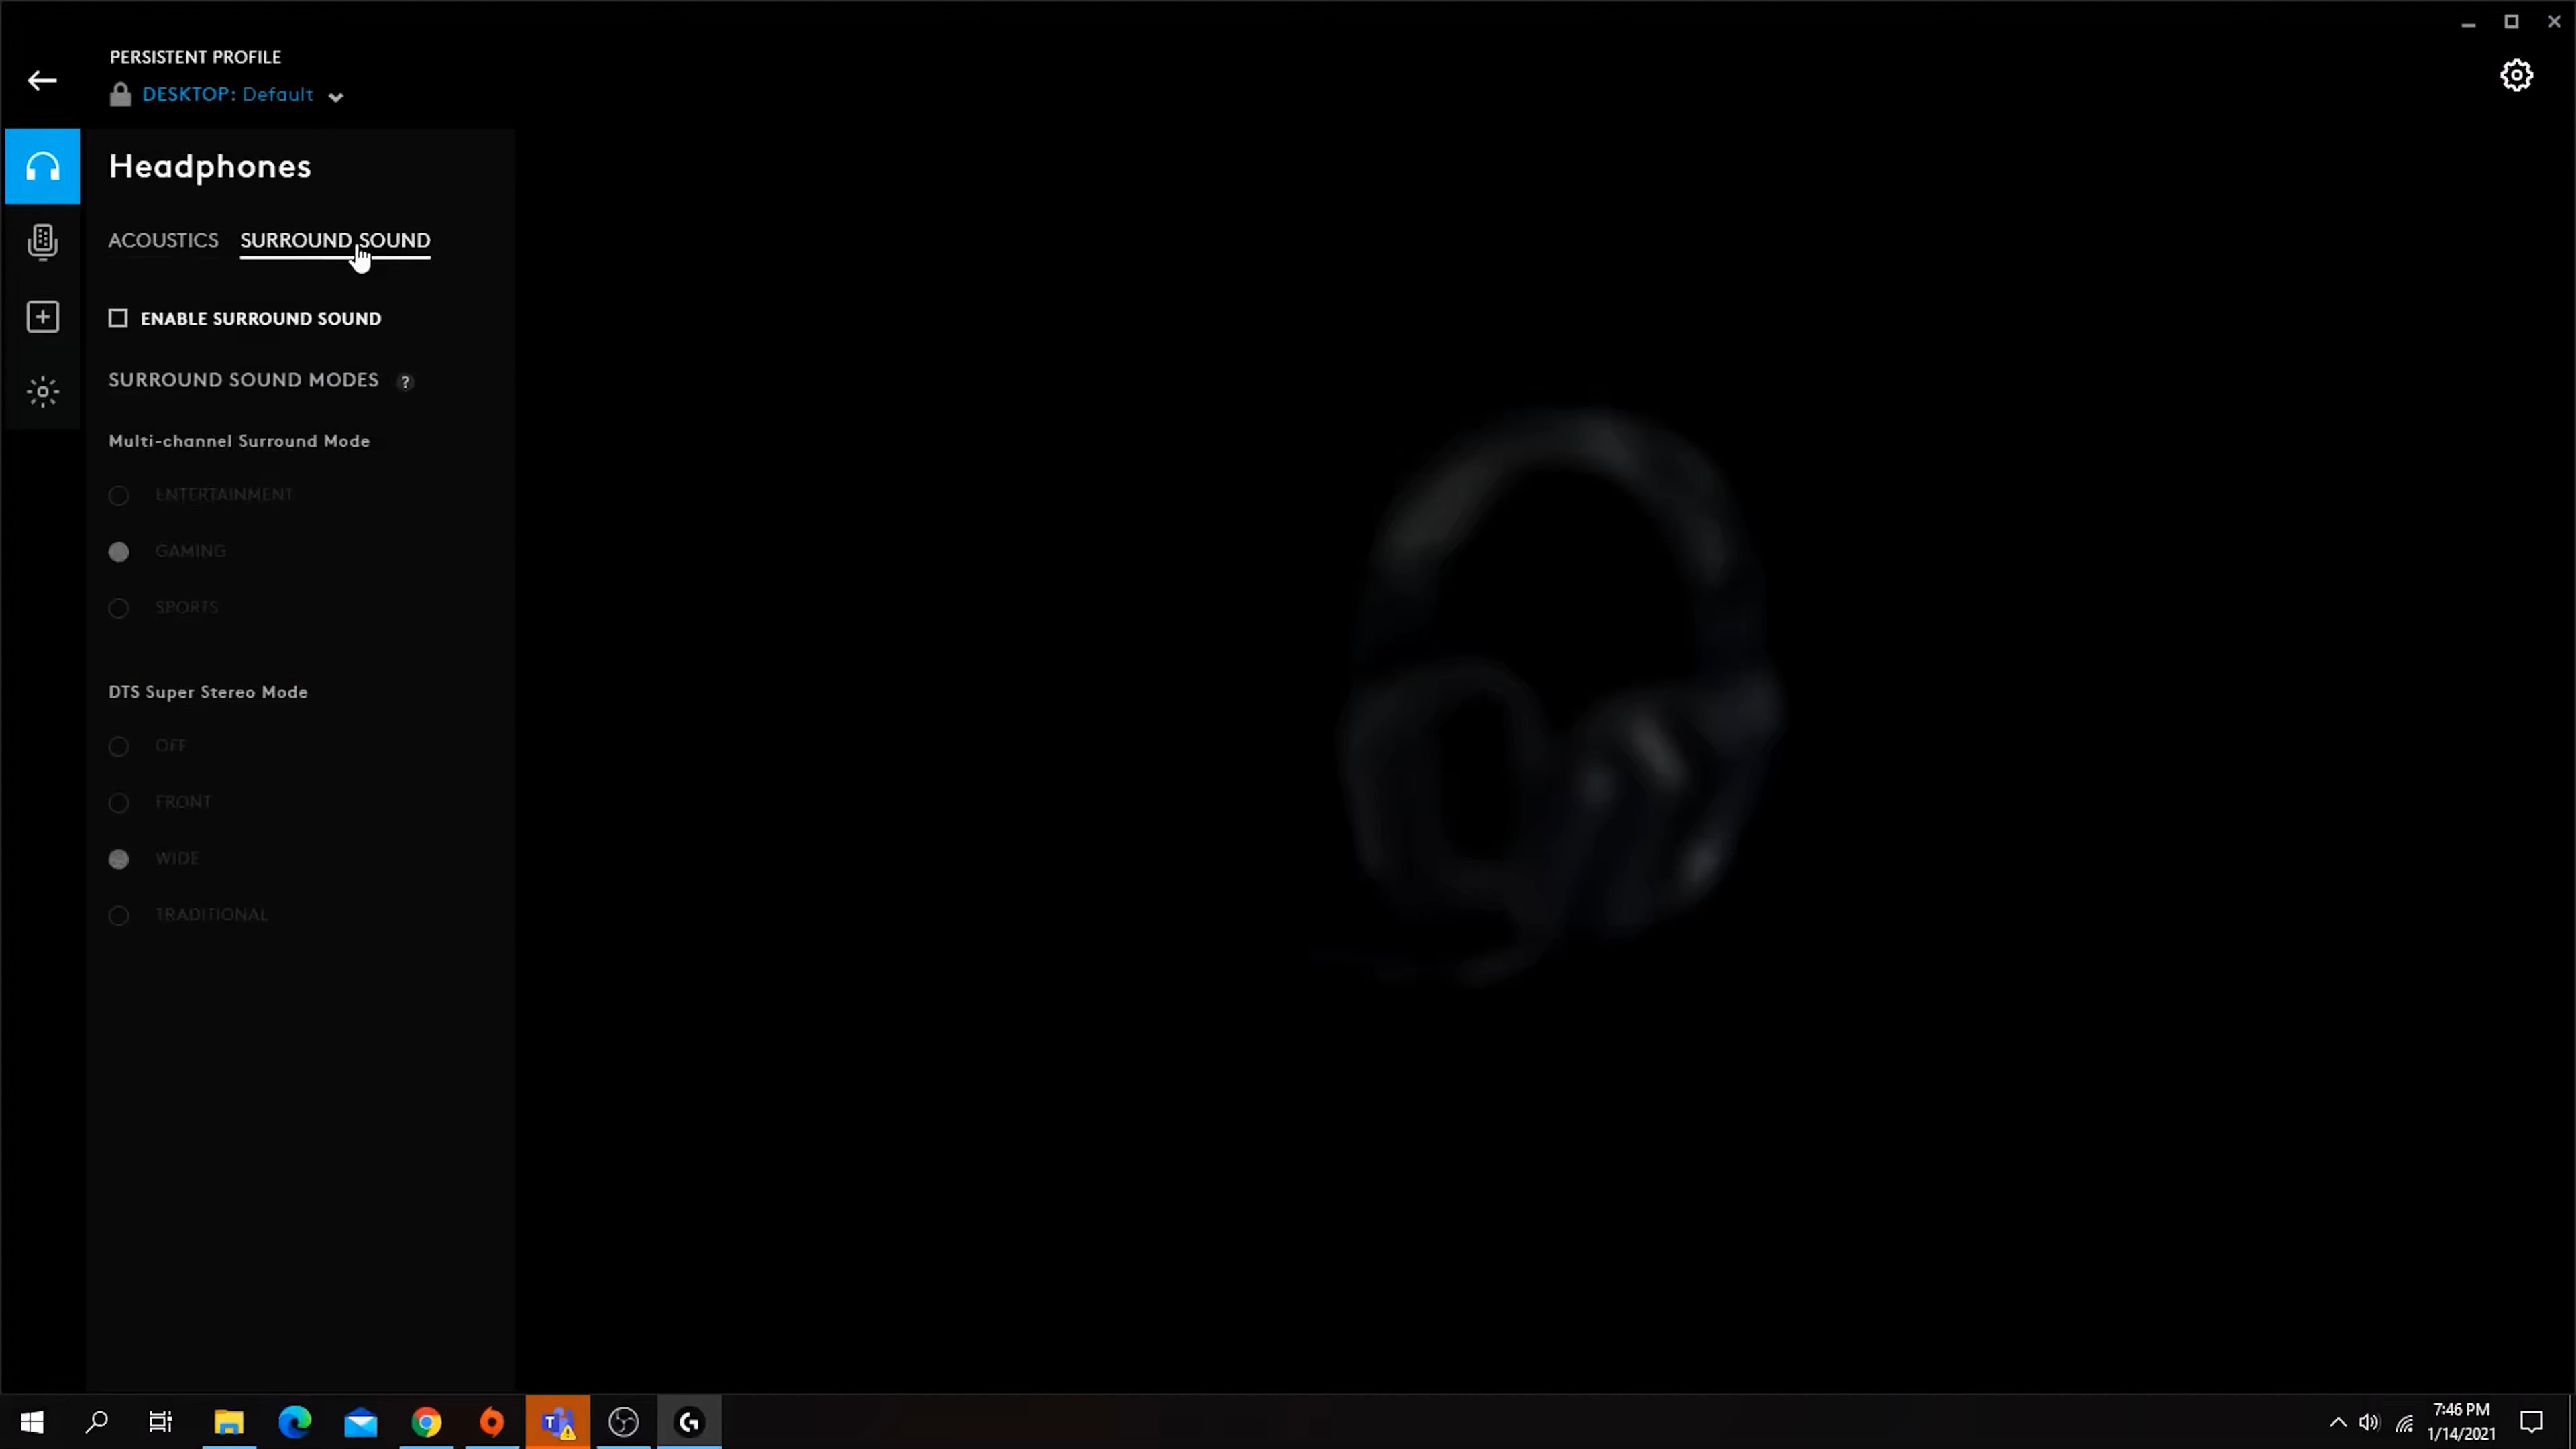 PERSISTENT PROFILE
DESKTOP: Default
Headphones
ACOUSTICS SURROUND SOUND
ENABLE SURROUND SOUND
SURROUND SOUND MODES ?
Multi-channel Surround Mode
ENTERTAINMENT
GAMING
SPORTS
DTS Super Stereo Mode
OFF
FRONT
WIDE
TRADITIONAL
7:46 PM
1/14/2021